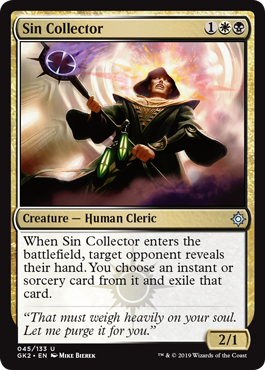 Sin Collector 1
Creature — Human Cleric
When Sin Collector enters the
battlefield, target opponent reveals
their hand. You choose an instant or
sorcery card from it and exile that
card.
“That must weigh heavily on your soul.
Let me purge it for you.”
2/1
045/133 U
GK2 • EN MIKE BIEREK ™ & © 2019 Wizards of the Coast